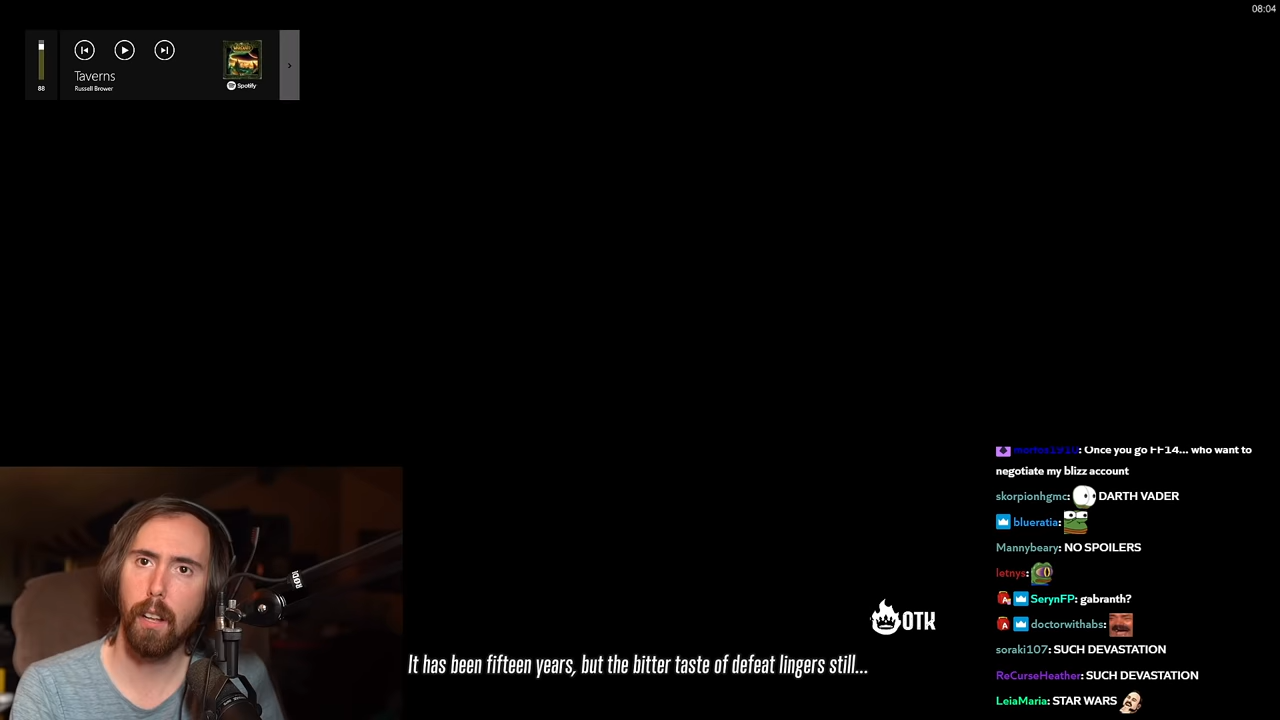 08:04
88
Taverns
Russell Brower
Spotify
: Once you go FF14... who want to
negotiate my blizz account
skorpionhgmc: DARTH VADER
blueratia:
Mannybeary: NO SPOILERS
letnys:
SerynFP: gabranth?
doctorwithabs:
soraki107: SUCH DEVASTATION
ReCurseHeather: SUCH DEVASTATION
LeiaMaria: STAR WARS
RØDE
OTK
It has been fifteen years, but the bitter taste of defeat lingers still...